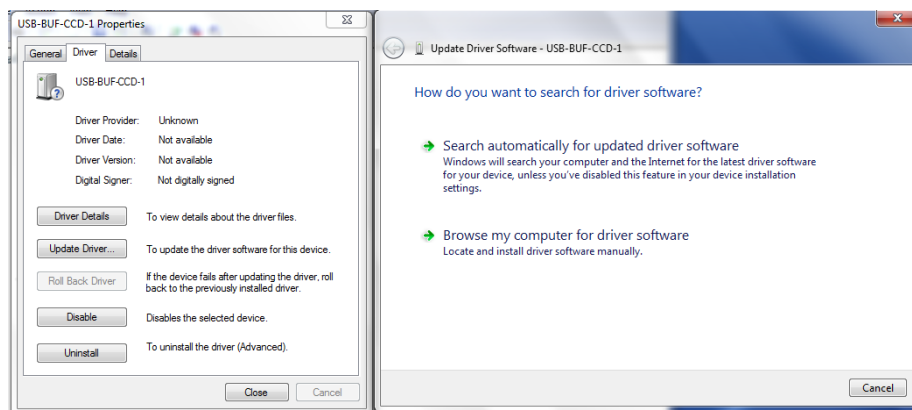 USB-BUF-CCD-1 Properties
General Driver Details
USB-BUF-CCD-1
Driver Provider: Unknown
Driver Date: Not available
Driver Version: Not available
Digital Signer: Not digitally signed
Driver Details To view details about the driver files.
Update Driver... To update the driver software for this device.
Roll Back Driver If the device fails after updating the driver, roll
back to the previously installed driver.
Disable Disables the selected device.
Uninstall To uninstall the driver (Advanced).
Close Cancel
Update Driver Software - USB-BUF-CCD-1
How do you want to search for driver software?
Search automatically for updated driver software
Windows will search your computer and the Internet for the latest driver software
for your device, unless you've disabled this feature in your device installation
settings.
Browse my computer for driver software
Locate and install driver software manually.
Cancel